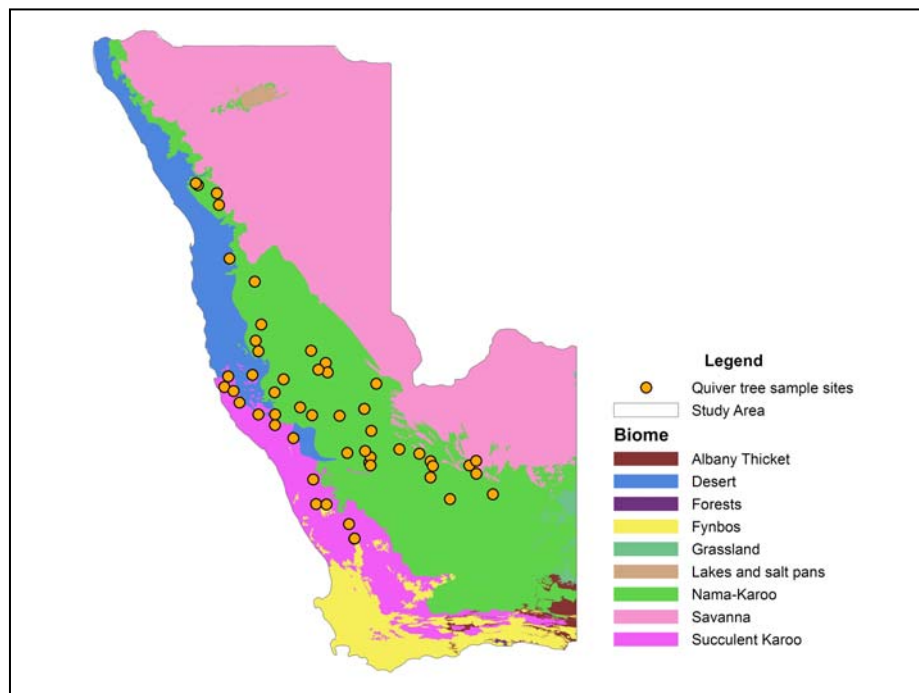 Legend
Quiver tree sample sites
Study Area
Biome
Albany Thicket
Desert
Forests
Fynbos
Grassland
Lakes and salt pans
Nama-Karoo
Savanna
Succulent Karoo